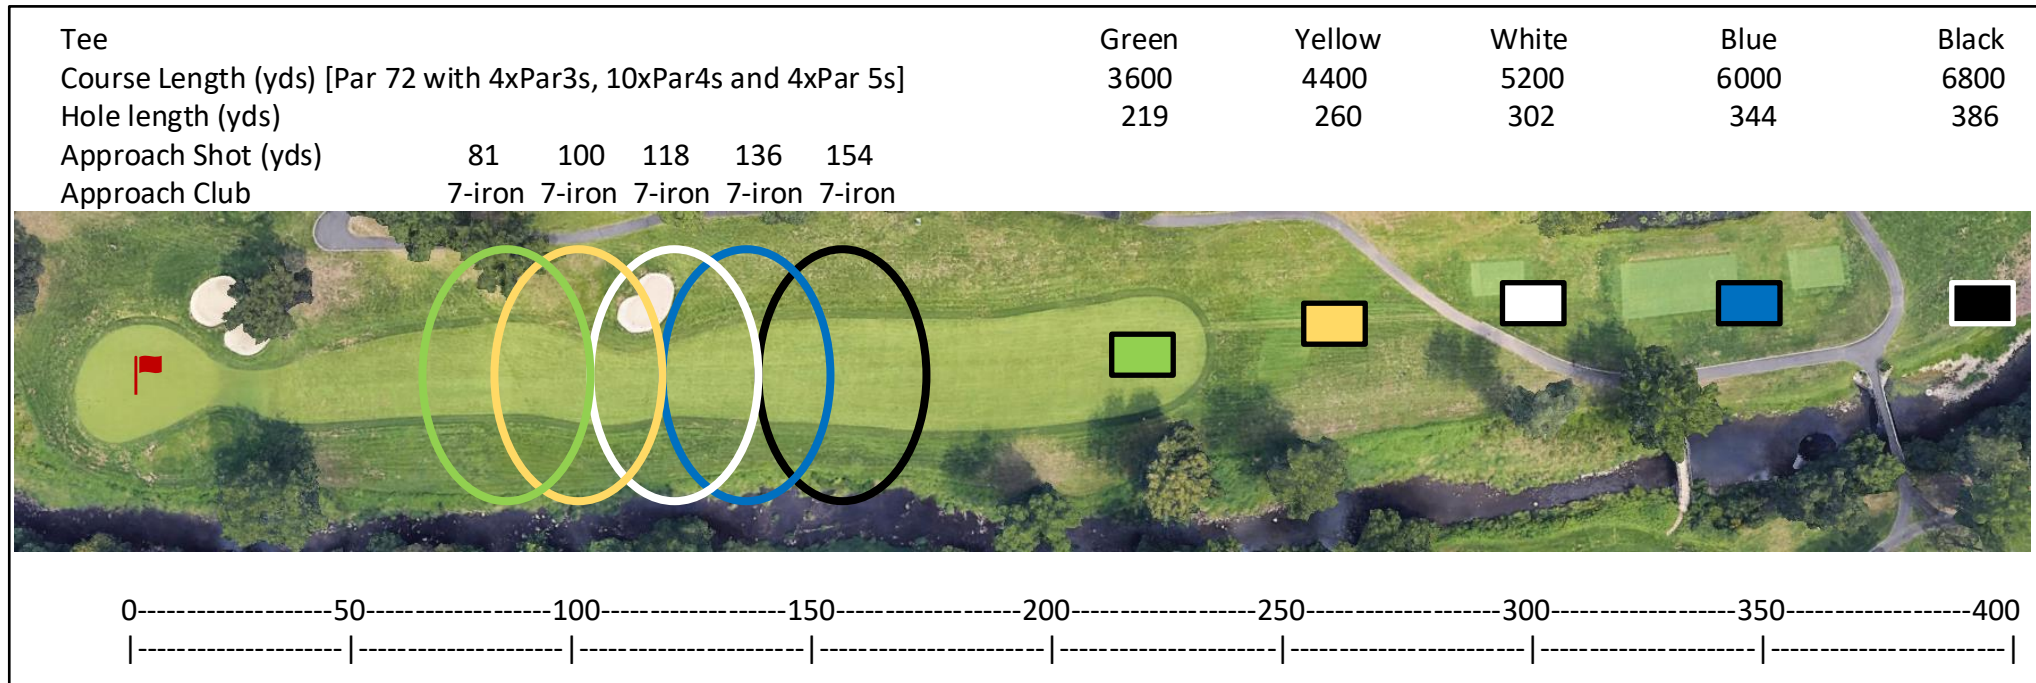 Tee Green Yellow White Blue Black
Course Length (yds) [Par 72 with 4xPar3s, 10xPar4s and 4xPar 5s] 3600 4400 5200 6000 6800
Hole length (yds) 219 260 302 344 386
Approach Shot (yds) 81 100 118 136 154
Approach Club 7-iron 7-iron 7-iron 7-iron 7-iron
0--------------------50-------------------100-------------------150-------------------200-------------------250----------------------300----------------------350-------------------400
|---------------------|---------------------|------------------------|------------------------|-----------------------|------------------------|----------------------|--------------------------|